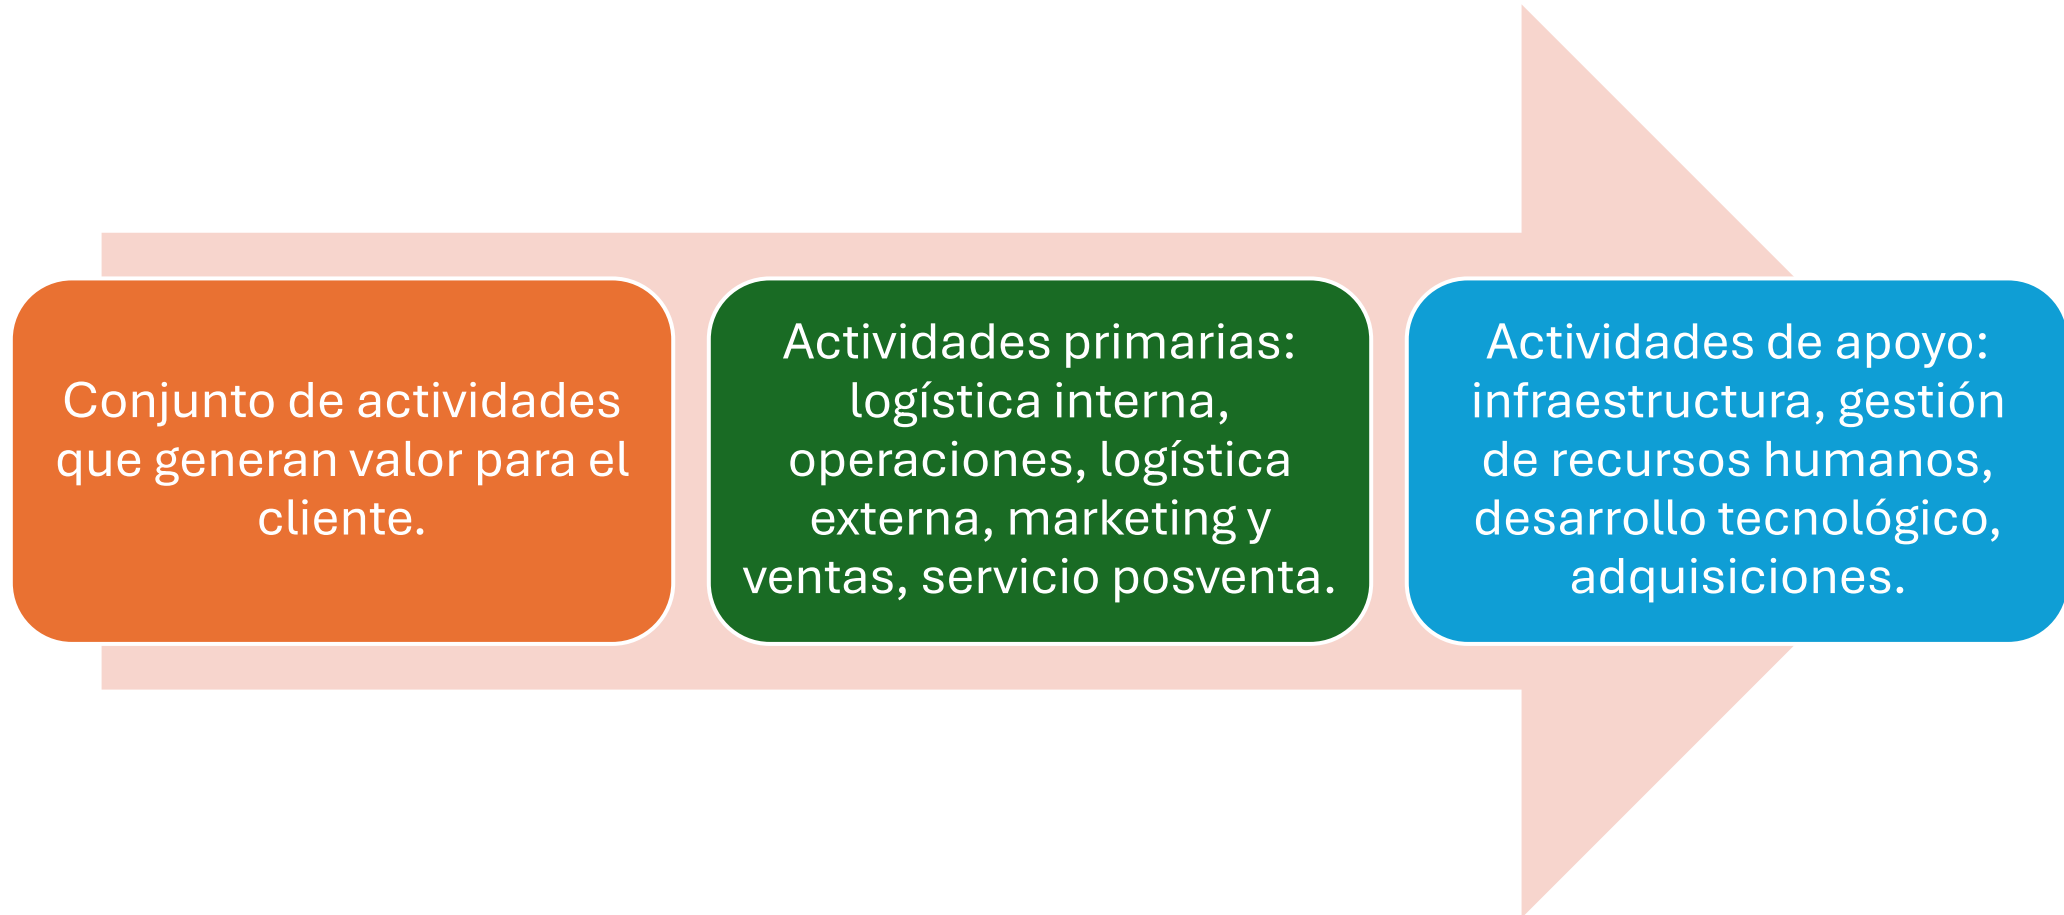 Conjunto de actividades
que generan valor para el
cliente.
Actividades primarias:
logística interna,
operaciones, logística
externa, marketing y
ventas, servicio posventa.
Actividades de apoyo:
infraestructura, gestión
de recursos humanos,
desarrollo tecnológico,
adquisiciones.